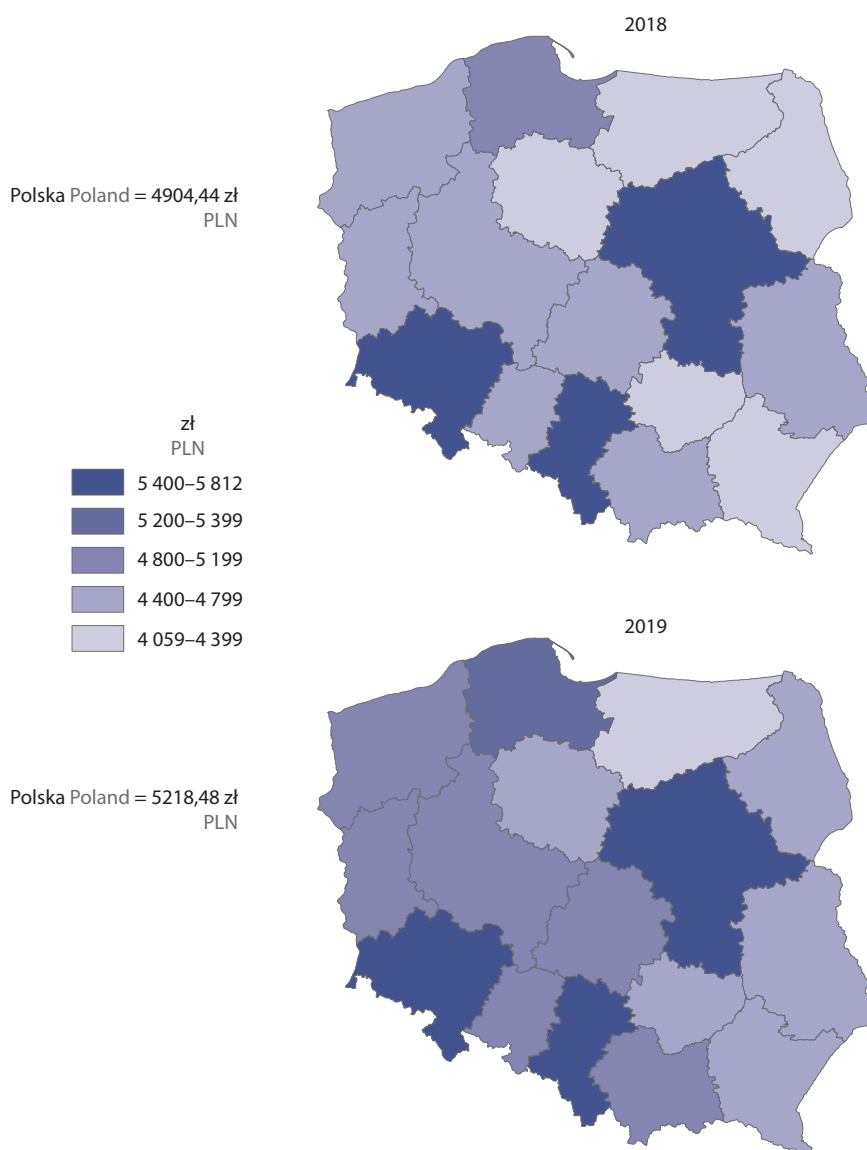 2018
Polska Poland = 4904,44 zł
PLN
zł
PLN
5 400–5 812
5 200–5 399
4 800–5 199
4 400–4 799
4 059–4 399
2019
Polska Poland = 5218,48 zł
PLN